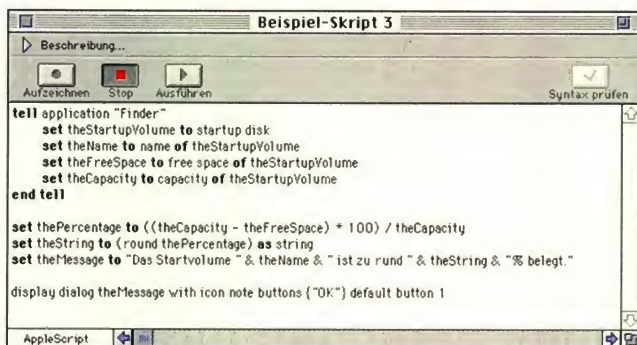 Beispiel-Skript 3
Beschreibung...
Aufzeichnen Stop Ausführen Syntax prüfen
tell application "Finder"
set theStartupVolume to startup disk
set theName to name of theStartupVolume
set theFreeSpace to free space of theStartupVolume
set theCapacity to capacity of theStartupVolume
end tell
set thePercentage to ((theCapacity - theFreeSpace) * 100) / theCapacity
set theString to (round thePercentage) as string
set theMessage to "Das Startvolume " & theName & " ist zu rund " & theString & "% belegt."
display dialog theMessage with icon note buttons {"OK"} default button 1
AppleScript